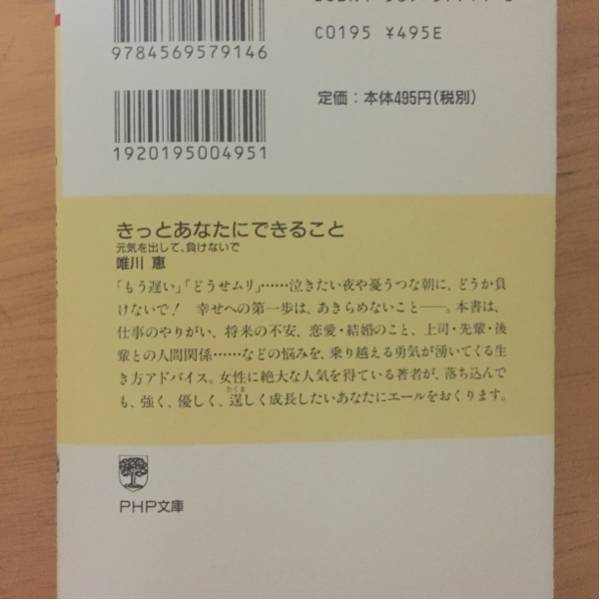 9784569579146
C0195 ¥495E
定価：本体495円(税別)
1920195004951
きっとあなたにできること
元気を出して、負けないで
唯川 恵
「もう遅い」「どうせムリ」……泣きたい夜や憂うつな朝に、どうか負
けないで！ 幸せへの第一歩は、あきらめないこと――。本書は、
仕事のやりがい、将来の不安、恋愛・結婚のこと、上司・先輩・後
輩との人間関係……などの悩みを、乗り越える勇気が湧いてくる生
き方アドバイス。女性に絶大な人気を得ている著者が、落ち込んで
たくま
も、強く、優しく、逞しく成長したいあなたにエールをおくります。
PHP文庫